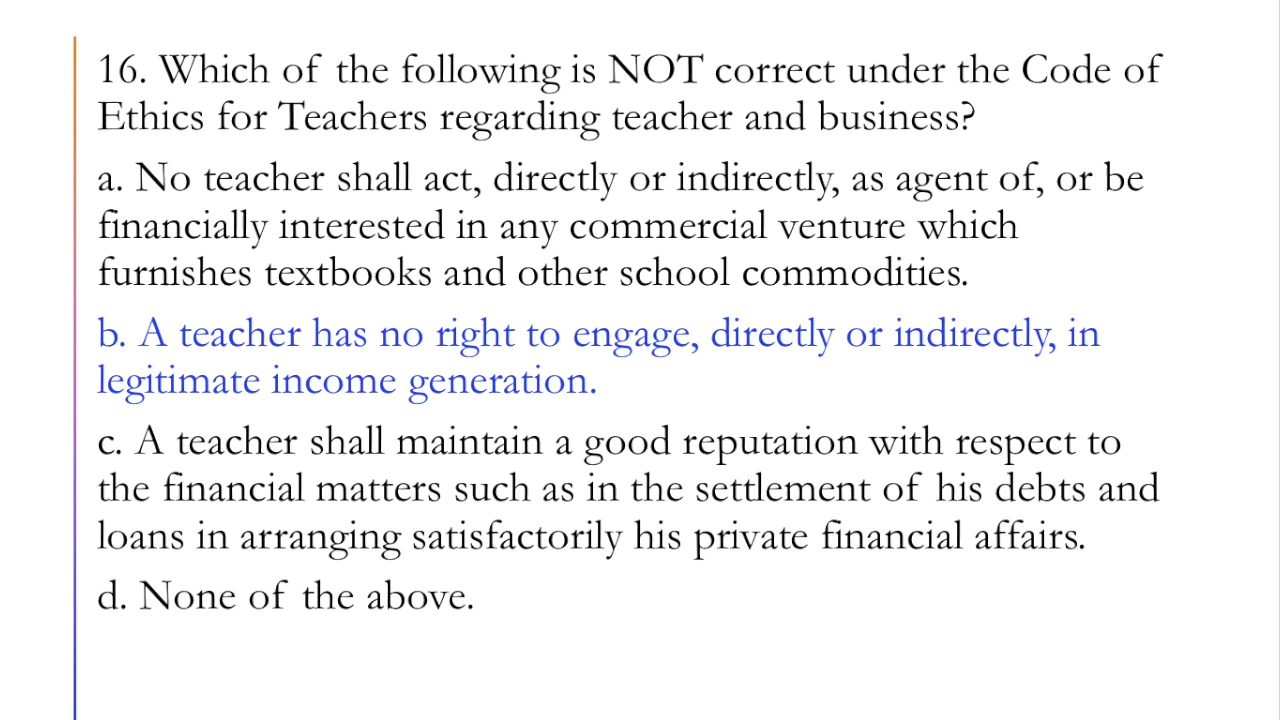 16. Which of the following is NOT correct under the Code of
Ethics for Teachers regarding teacher and business?
a. No teacher shall act, directly or indirectly, as agent of, or be
financially interested in any commercial venture which
furnishes textbooks and other school commodities.
b. A teacher has no right to engage, directly or indirectly, in
legitimate income generation.
c. A teacher shall maintain a good reputation with respect to
the financial matters such as in the settlement of his debts and
loans in arranging satisfactorily his private financial affairs.
d. None of the above.